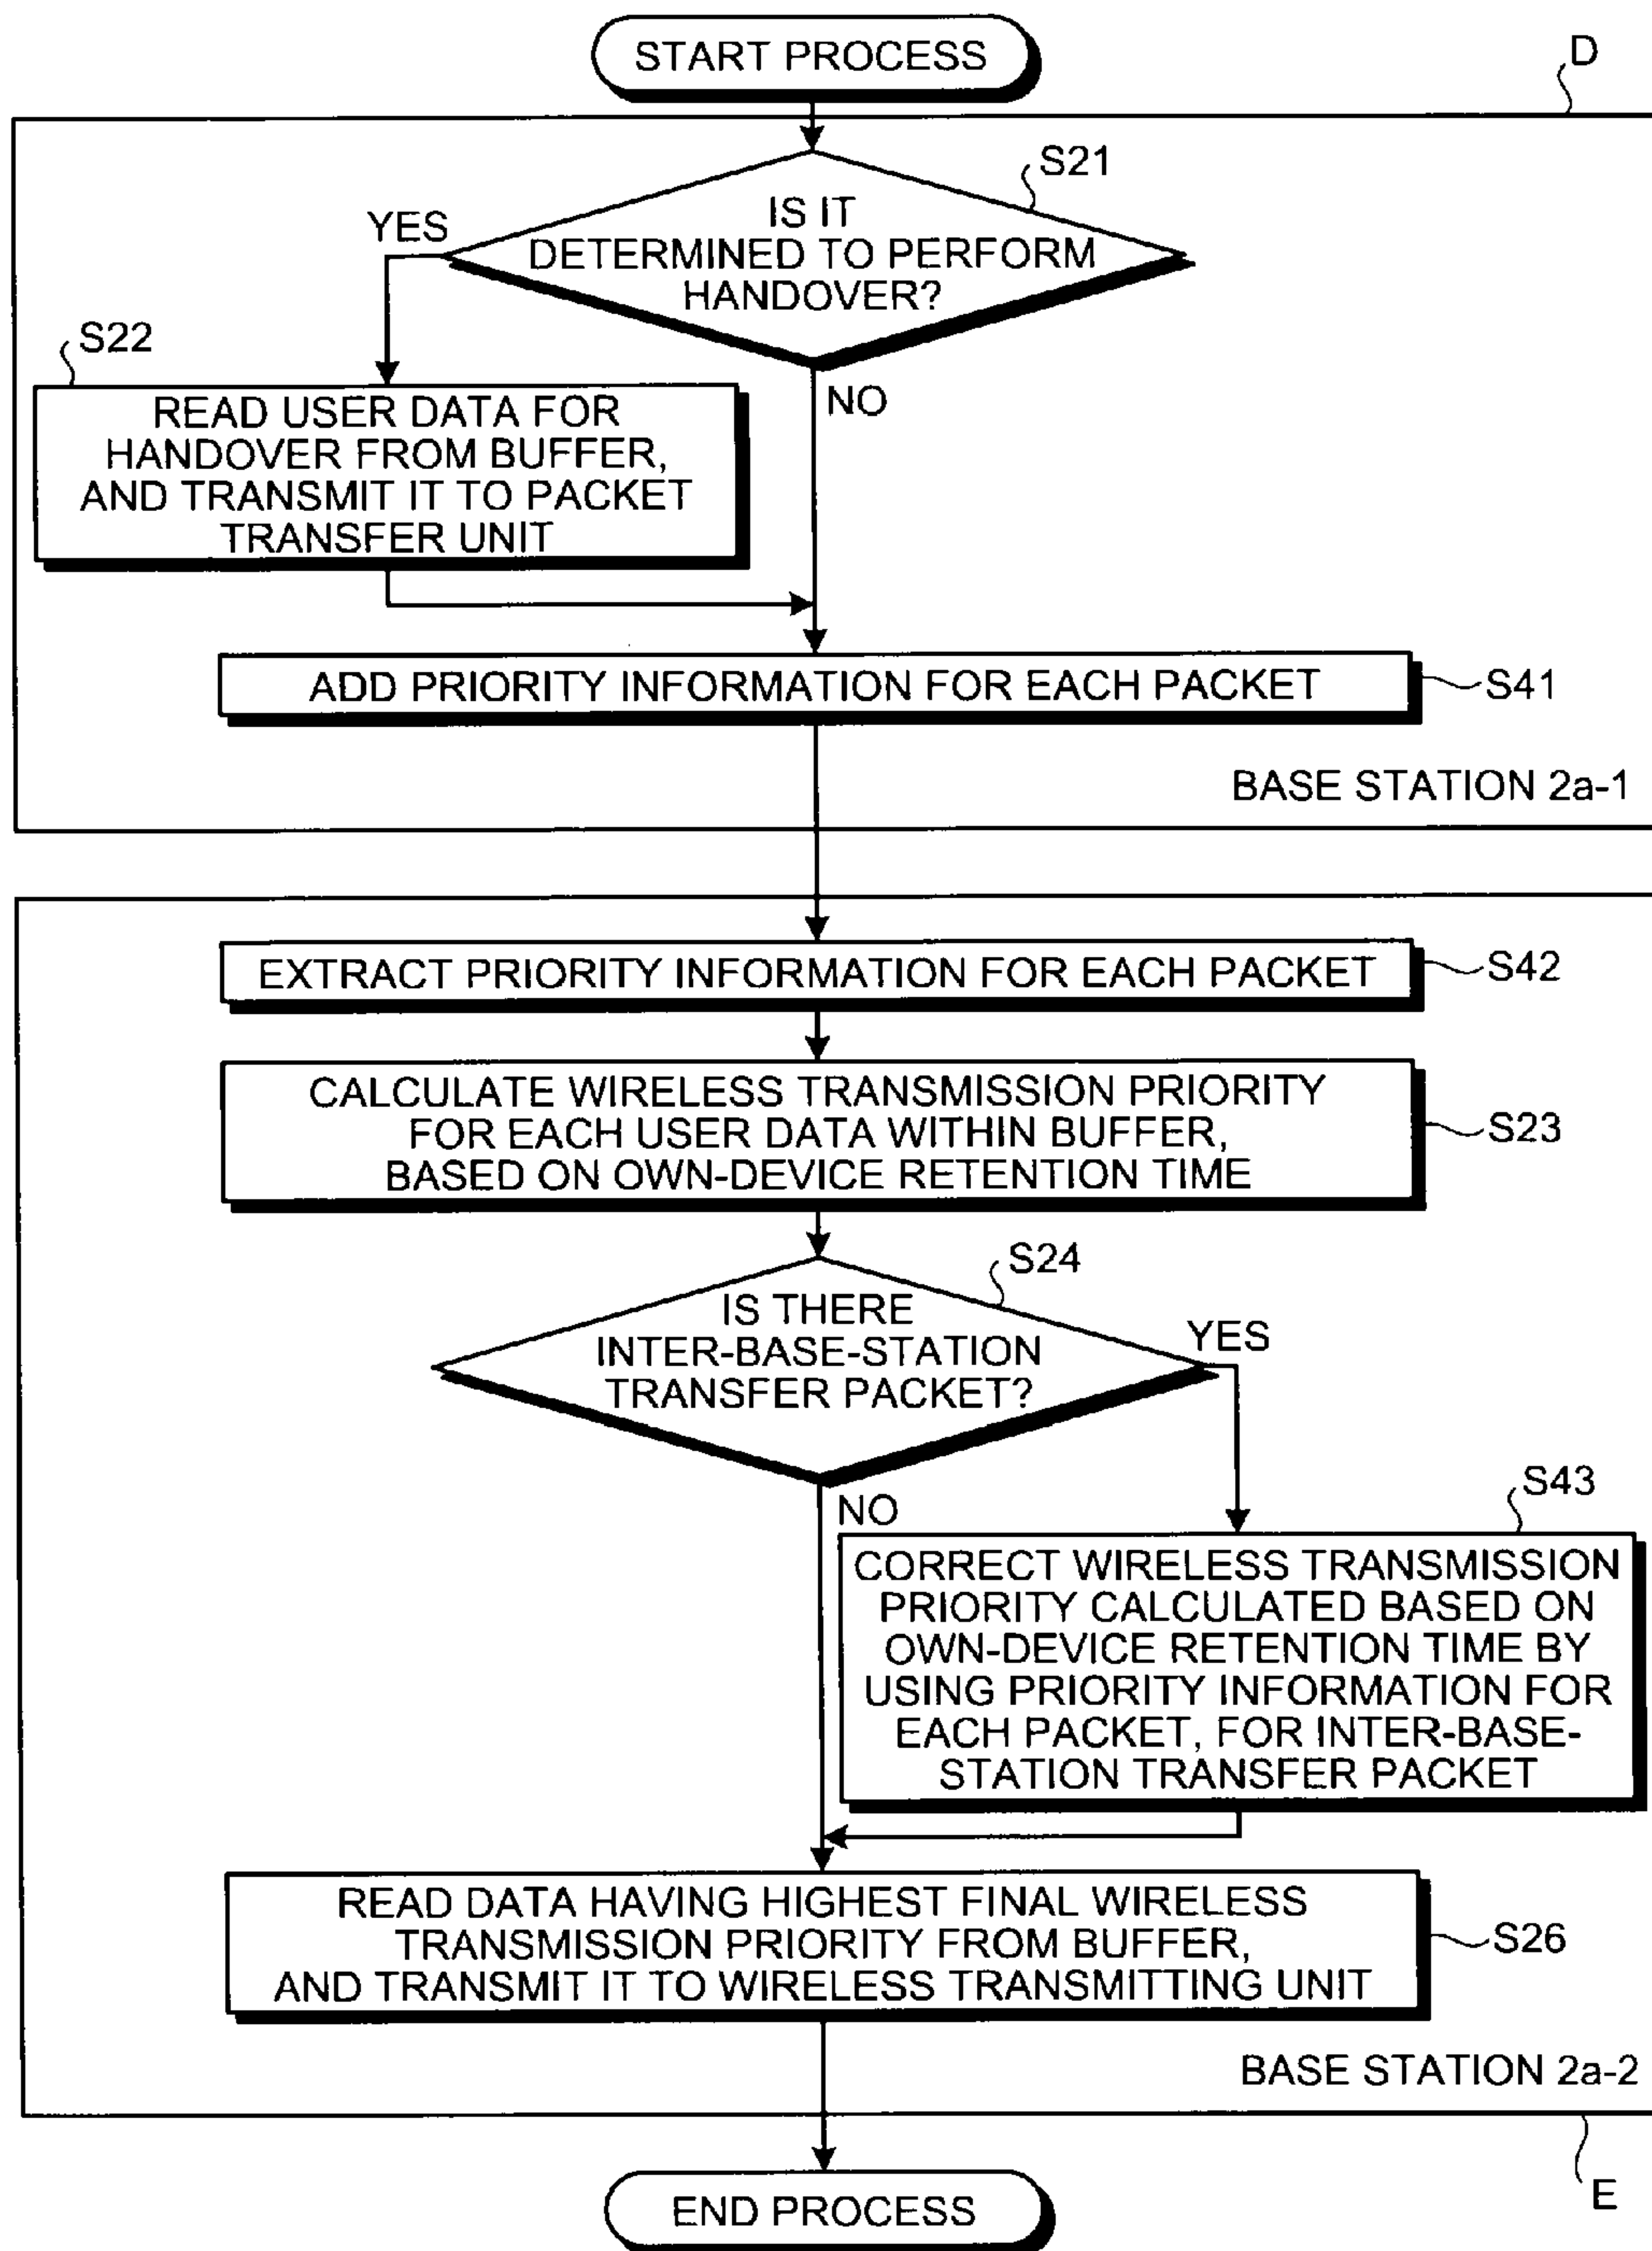 START PROCESS
D
S21
IS IT
DETERMINED TO PERFORM
HANDOVER?
YES
NO
S22
READ USER DATA FOR
HANDOVER FROM BUFFER,
AND TRANSMIT IT TO PACKET
TRANSFER UNIT
ADD PRIORITY INFORMATION FOR EACH PACKET
S41
BASE STATION 2a-1
EXTRACT PRIORITY INFORMATION FOR EACH PACKET
S42
CALCULATE WIRELESS TRANSMISSION PRIORITY
FOR EACH USER DATA WITHIN BUFFER,
BASED ON OWN-DEVICE RETENTION TIME
S23
S24
IS THERE
INTER-BASE-STATION
TRANSFER PACKET?
YES
NO
S43
CORRECT WIRELESS TRANSMISSION
PRIORITY CALCULATED BASED ON
OWN-DEVICE RETENTION TIME BY
USING PRIORITY INFORMATION FOR
EACH PACKET, FOR INTER-BASE-
STATION TRANSFER PACKET
READ DATA HAVING HIGHEST FINAL WIRELESS
TRANSMISSION PRIORITY FROM BUFFER,
AND TRANSMIT IT TO WIRELESS TRANSMITTING UNIT
S26
BASE STATION 2a-2
E
END PROCESS